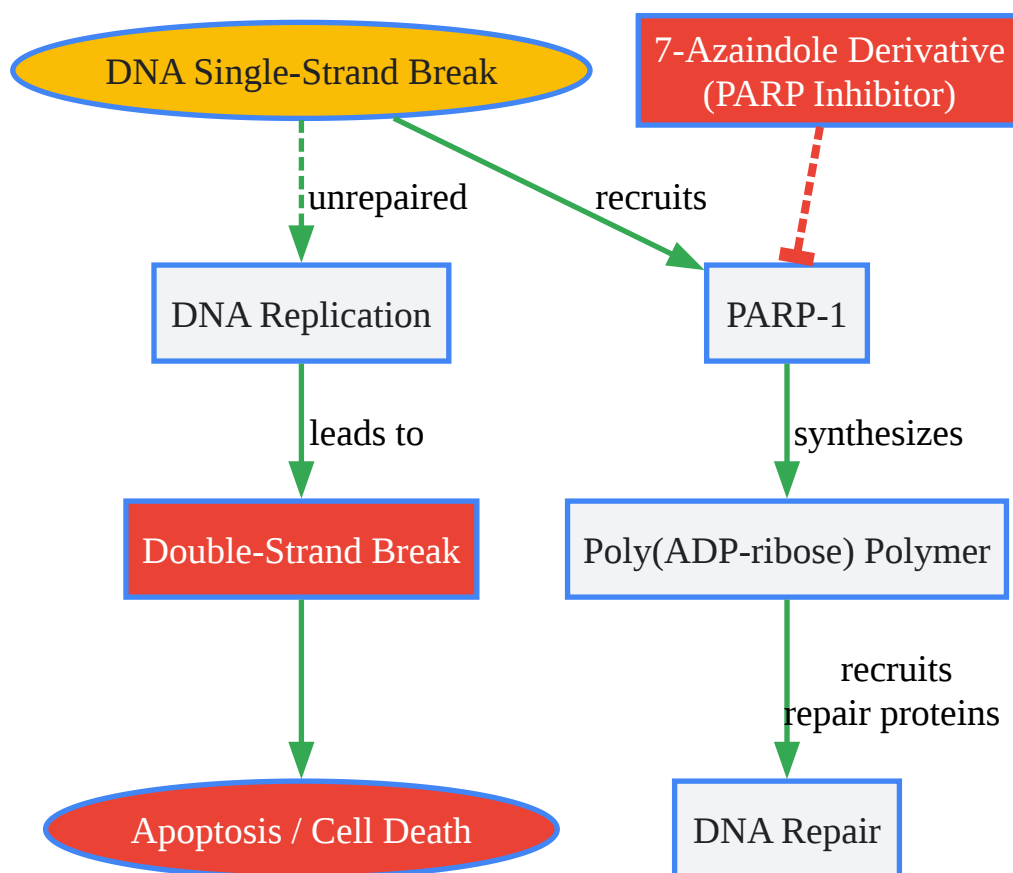 DNA Single-Strand Break
7-Azaindole Derivative
(PARP Inhibitor)
unrepaired
recruits
DNA Replication
PARP-1
leads to
synthesizes
Double-Strand Break
Poly(ADP-ribose) Polymer
recruits
repair proteins
Apoptosis / Cell Death
DNA Repair